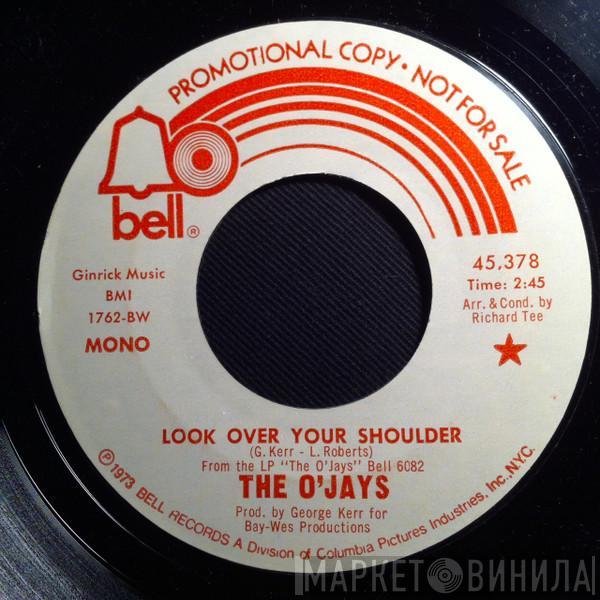 PROMOTIONAL COPY • NOT FOR SALE
bell®
Ginrick Music
BMI
1762-BW
MONO
45,378
Time: 2:45
Arr. & Cond. by
Richard Tee
LOOK OVER YOUR SHOULDER
(G. Kerr - L. Roberts)
From the LP "The O'Jays" Bell 6082
THE O'JAYS
Prod. by George Kerr for
Bay-Wes Productions
℗1973 BELL RECORDS A Division of Columbia Pictures Industries, Inc., N.Y.C.
МАРКЕТ ВИНИЛА